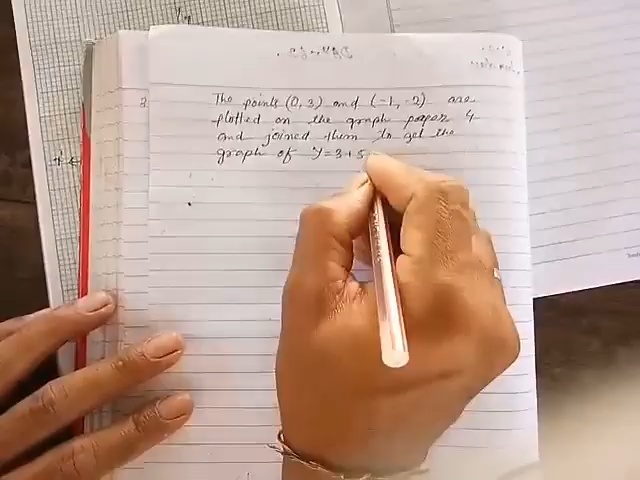 The points (0, 3) and (-1, -2) are
plotted on the graph paper &
and joined them to get the
graph of y=3+5